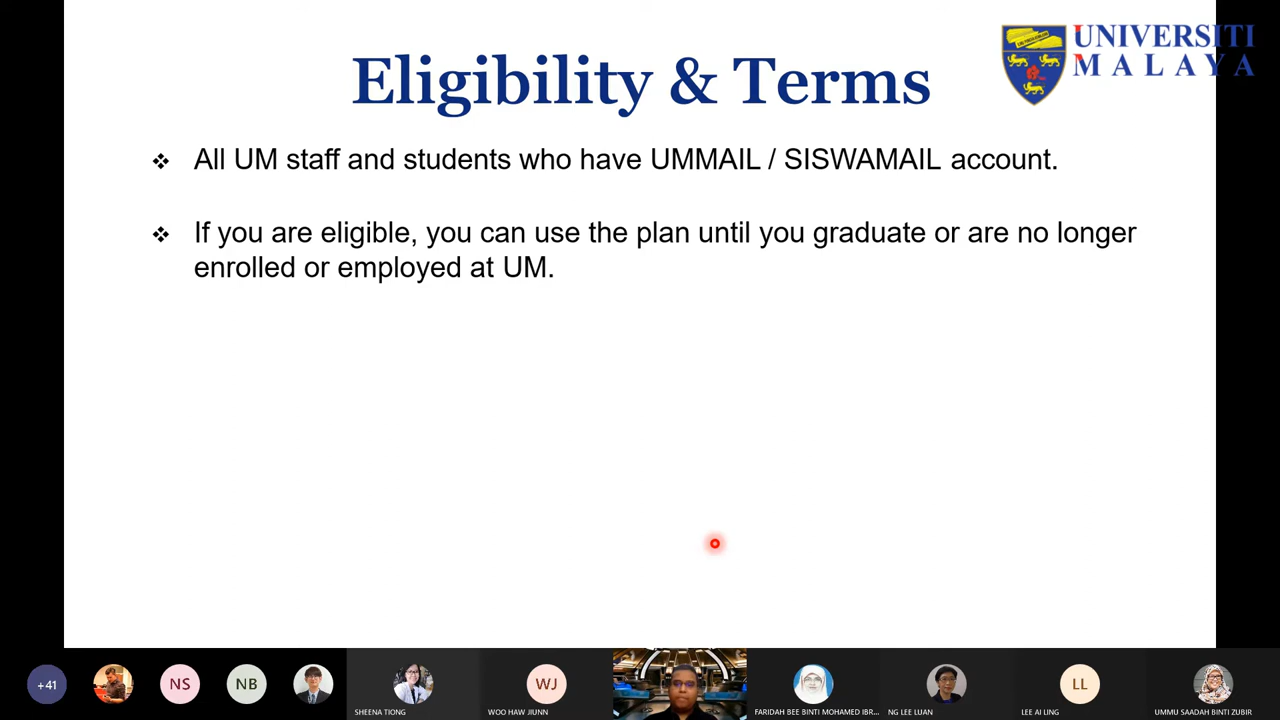 UNIVERSITI
MALAYA
Eligibility & Terms
❖ All UM staff and students who have UMMAIL / SISWAMAIL account.
❖ If you are eligible, you can use the plan until you graduate or are no longer
enrolled or employed at UM.
+41
NS
NB
SHEENA TIONG
WJ
WOO HAW JIUNN
FARIDAH BEE BINTI MOHAMED IBR...
NG LEE LUAN
LL
LEE AI LING
UMMU SAADAH BINTI ZUBIR